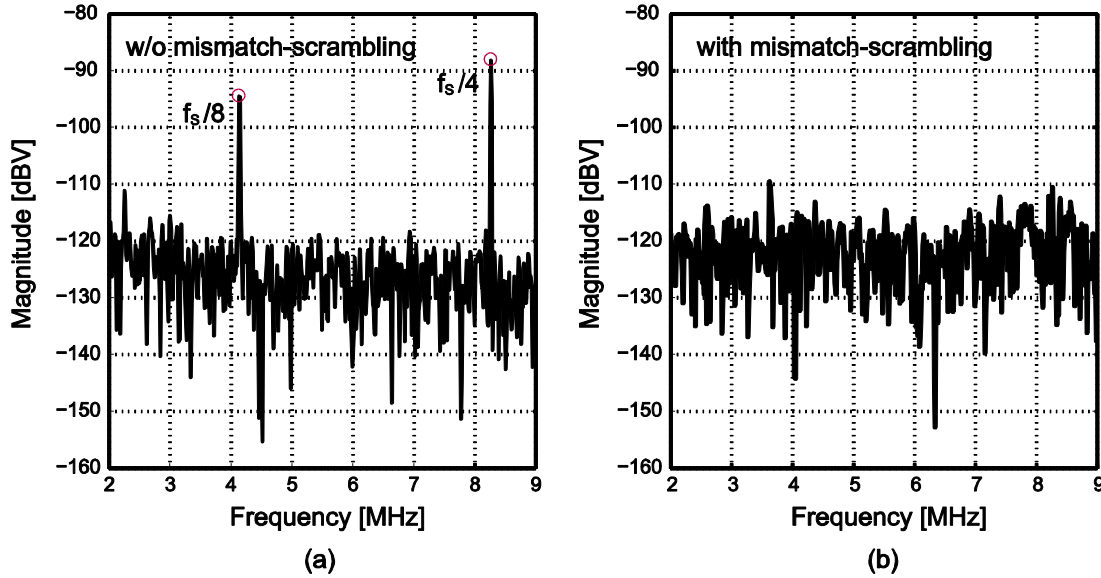 −80
−90
−100
−110
−120
−130
−140
−150
−160
Magnitude [dBV]
w/o mismatch-scrambling
fs/8
fs/4
2 3 4 5 6 7 8 9
Frequency [MHz]
(a)
−80
−90
−100
−110
−120
−130
−140
−150
−160
Magnitude [dBV]
with mismatch-scrambling
2 3 4 5 6 7 8 9
Frequency [MHz]
(b)